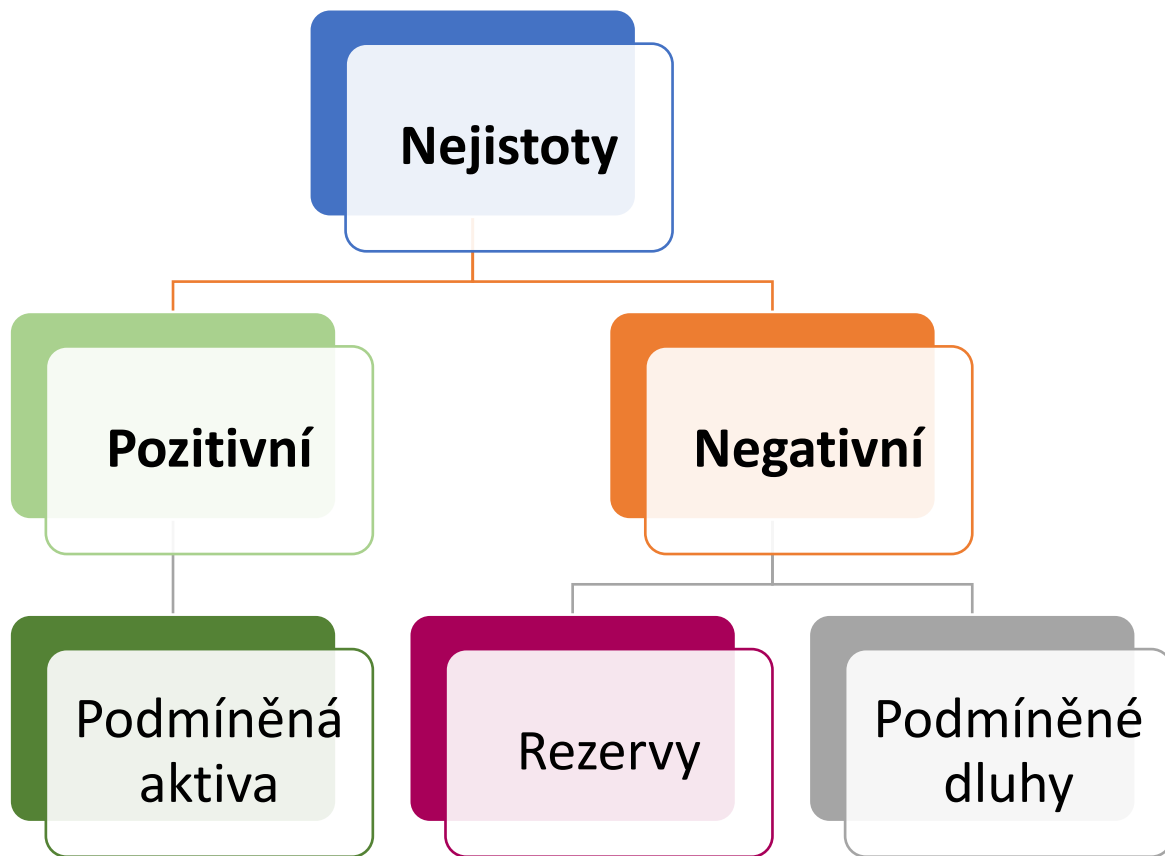 Nejistoty
Pozitivní
Negativní
Podmíněná
aktiva
Rezervy
Podmíněné
dluhy